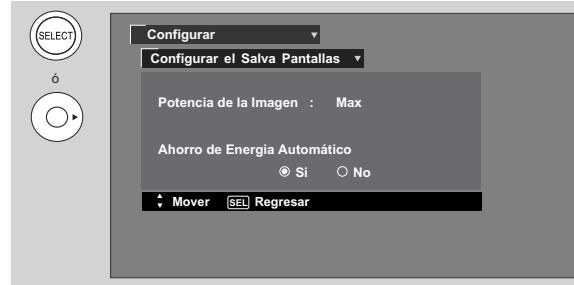 SELECT
ó
Configurar
Configurar el Salva Pantallas
Potencia de la Imagen : Max
Ahorro de Energia Automático
Si No
Mover SEL Regresar